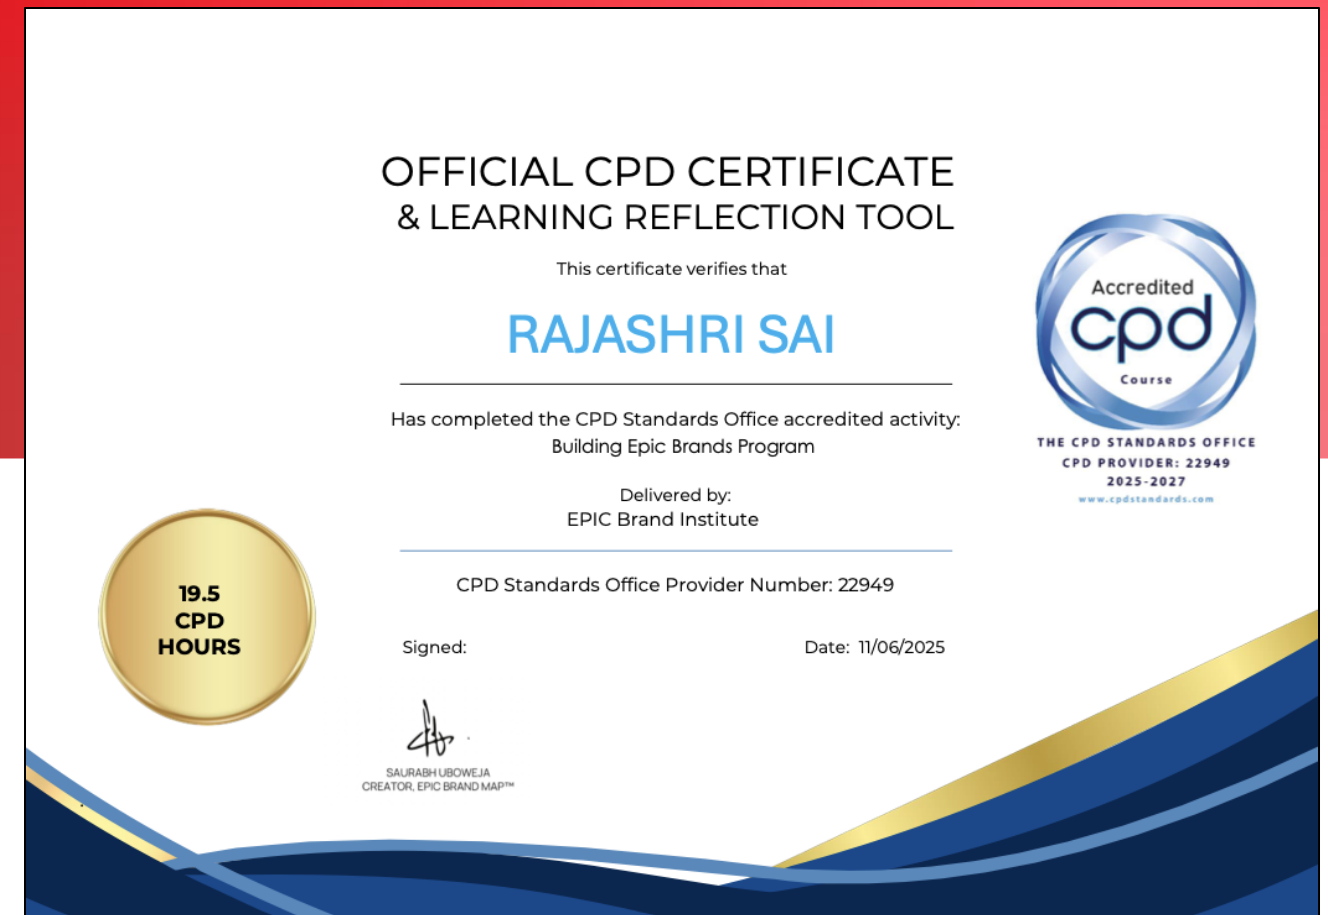 OFFICIAL CPD CERTIFICATE
& LEARNING REFLECTION TOOL
This certificate verifies that
RAJASHRI SAI
Has completed the CPD Standards Office accredited activity:
Building Epic Brands Program
Delivered by:
EPIC Brand Institute
CPD Standards Office Provider Number: 22949
Signed:
Date: 11/06/2025
SAURABH UBOWEJA
CREATOR, EPIC BRAND MAP™
19.5
CPD
HOURS
Accredited
cpd
Course
THE CPD STANDARDS OFFICE
CPD PROVIDER: 22949
2025-2027
www.cpdstandards.com